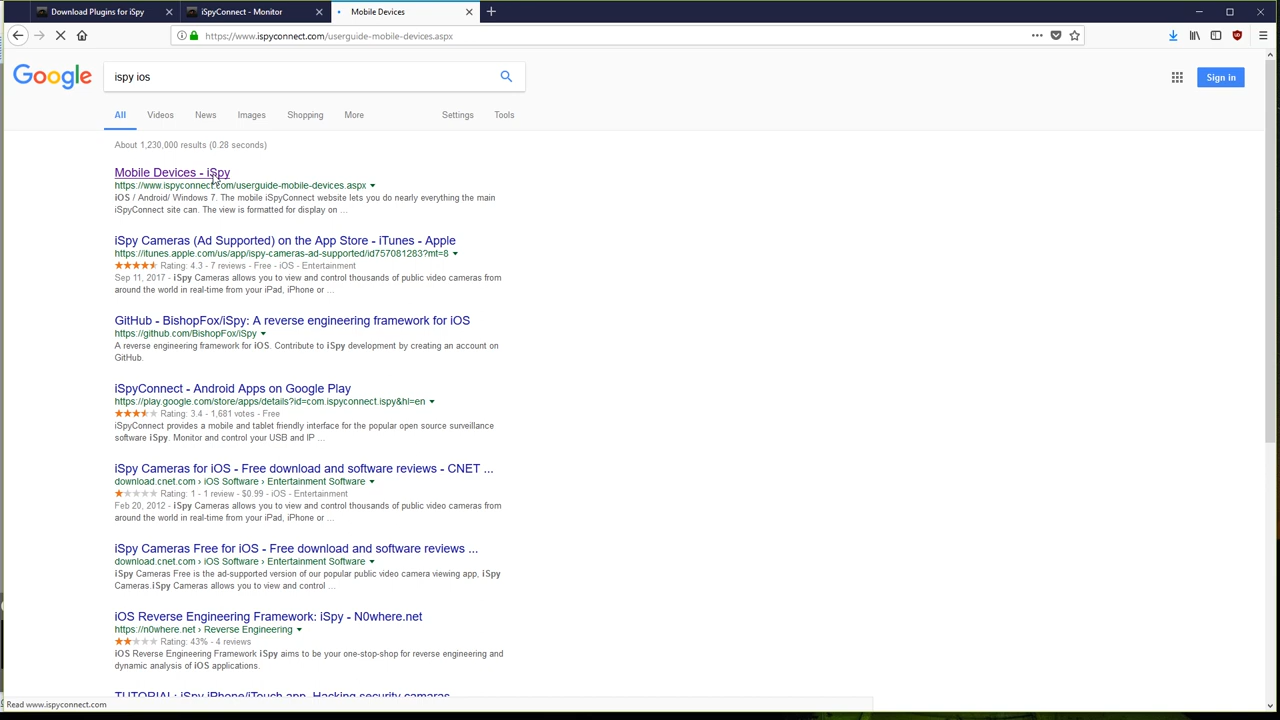 Download Plugins for iSpy
iSpyConnect - Monitor
Mobile Devices
https://www.ispyconnect.com/userguide-mobile-devices.aspx
Google
ispy ios
Sign in
All
Videos
News
Images
Shopping
More
Settings
Tools
About 1,230,000 results (0.28 seconds)
Mobile Devices - iSpy
https://www.ispyconnect.com/userguide-mobile-devices.aspx
iOS / Android/ Windows 7. The mobile iSpyConnect website lets you do nearly everything the main
iSpyConnect site can. The view is formatted for display on ...
iSpy Cameras (Ad Supported) on the App Store - iTunes - Apple
https://itunes.apple.com/us/app/ispy-cameras-ad-supported/id757081283?mt=8
Rating: 4.3 - 7 reviews - Free - iOS - Entertainment
Sep 11, 2017 - iSpy Cameras allows you to view and control thousands of public video cameras from
around the world in real-time from your iPad, iPhone or ...
GitHub - BishopFox/iSpy: A reverse engineering framework for iOS
https://github.com/BishopFox/iSpy
A reverse engineering framework for iOS. Contribute to iSpy development by creating an account on
GitHub.
iSpyConnect - Android Apps on Google Play
https://play.google.com/store/apps/details?id=com.ispyconnect.ispy&hl=en
Rating: 3.4 - 1,681 votes - Free
iSpyConnect provides a mobile and tablet friendly interface for the popular open source surveillance
software iSpy. Monitor and control your USB and IP ...
iSpy Cameras for iOS - Free download and software reviews - CNET ...
download.cnet.com › iOS Software › Entertainment Software
Rating: 1 - 1 review - $0.99 - iOS - Entertainment
Feb 20, 2012 - iSpy Cameras allows you to view and control thousands of public video cameras from
around the world in real-time from your iPad, iPhone or ...
iSpy Cameras Free for iOS - Free download and software reviews ...
download.cnet.com › iOS Software › Entertainment Software
iSpy Cameras Free is the ad-supported version of our popular public video camera viewing app, iSpy
Cameras.iSpy Cameras allows you to view and control ...
iOS Reverse Engineering Framework: iSpy - N0where.net
https://n0where.net › Reverse Engineering
Rating: 43% - 4 reviews
iOS Reverse Engineering Framework iSpy aims to be your one-stop-shop for reverse engineering and
dynamic analysis of iOS applications.
TUTORIAL: iSpy iPhone/iTouch app. Hacking security cameras
Read www.ispyconnect.com